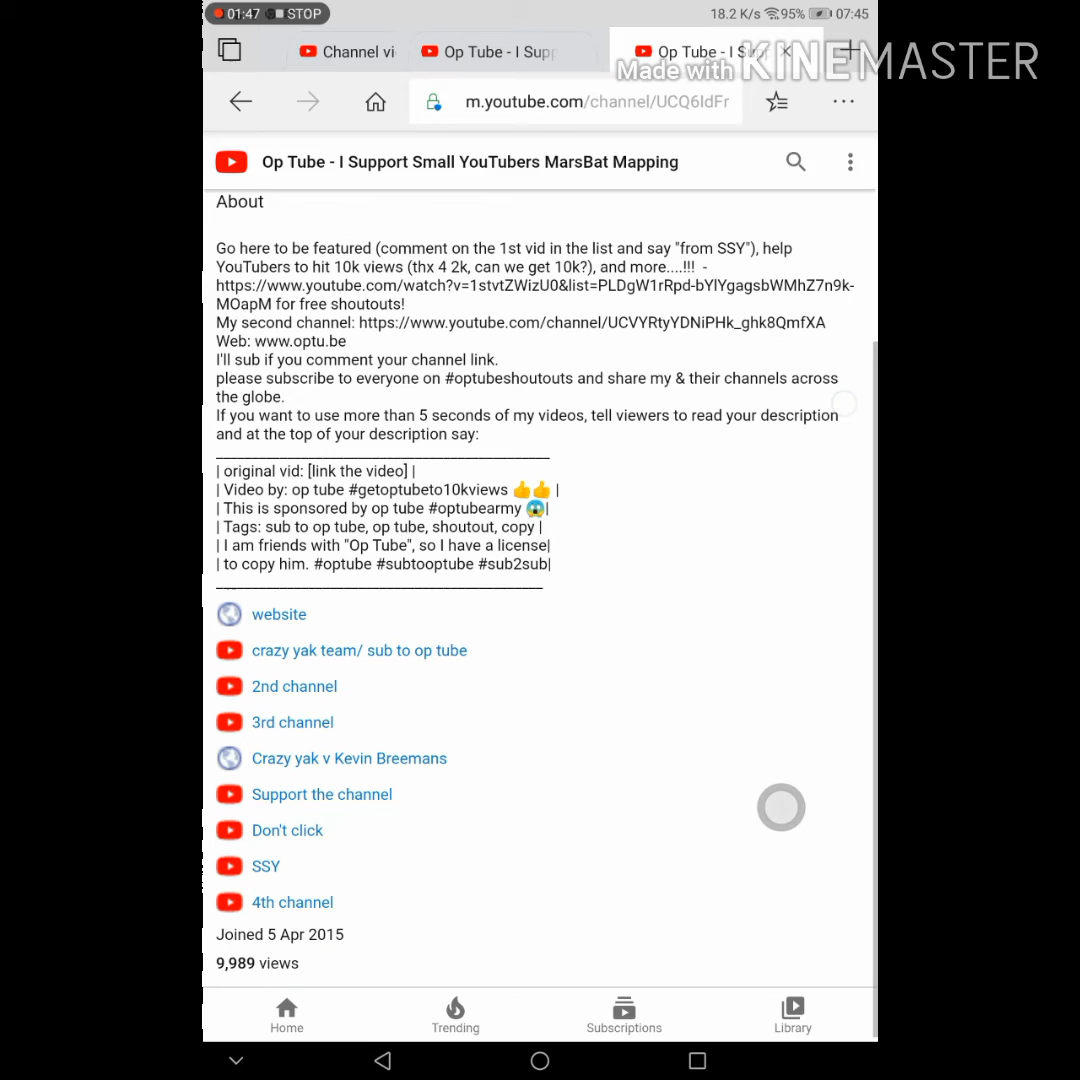 01:47 STOP 18.2 K/s 95% 07:45
Channel vi Op Tube - I Supp Op Tube - I Supp
Made with KINEMASTER
m.youtube.com/channel/UCQ6IdFr
Op Tube - I Support Small YouTubers MarsBat Mapping
About
Go here to be featured (comment on the 1st vid in the list and say "from SSY"), help
YouTubers to hit 10k views (thx 4 2k, can we get 10k?), and more....!!! -
https://www.youtube.com/watch?v=1stvtZWizU0&list=PLDgW1rRpd-bYlYgagsbWMhZ7n9k-
MOapM for free shoutouts!
My second channel: https://www.youtube.com/channel/UCVYRtyYDNiPHk_ghk8QmfXA
Web: www.optu.be
I'll sub if you comment your channel link.
please subscribe to everyone on #optubeshoutouts and share my & their channels across
the globe.
If you want to use more than 5 seconds of my videos, tell viewers to read your description
and at the top of your description say:
| original vid: [link the video] |
| Video by: op tube #getoptubeto10kviews 👍👍 |
| This is sponsored by op tube #optubearmy 😱|
| Tags: sub to op tube, op tube, shoutout, copy |
| I am friends with "Op Tube", so I have a license|
| to copy him. #optube #subtooptube #sub2sub|
website
crazy yak team/ sub to op tube
2nd channel
3rd channel
Crazy yak v Kevin Breemans
Support the channel
Don't click
SSY
4th channel
Joined 5 Apr 2015
9,989 views
Home Trending Subscriptions Library